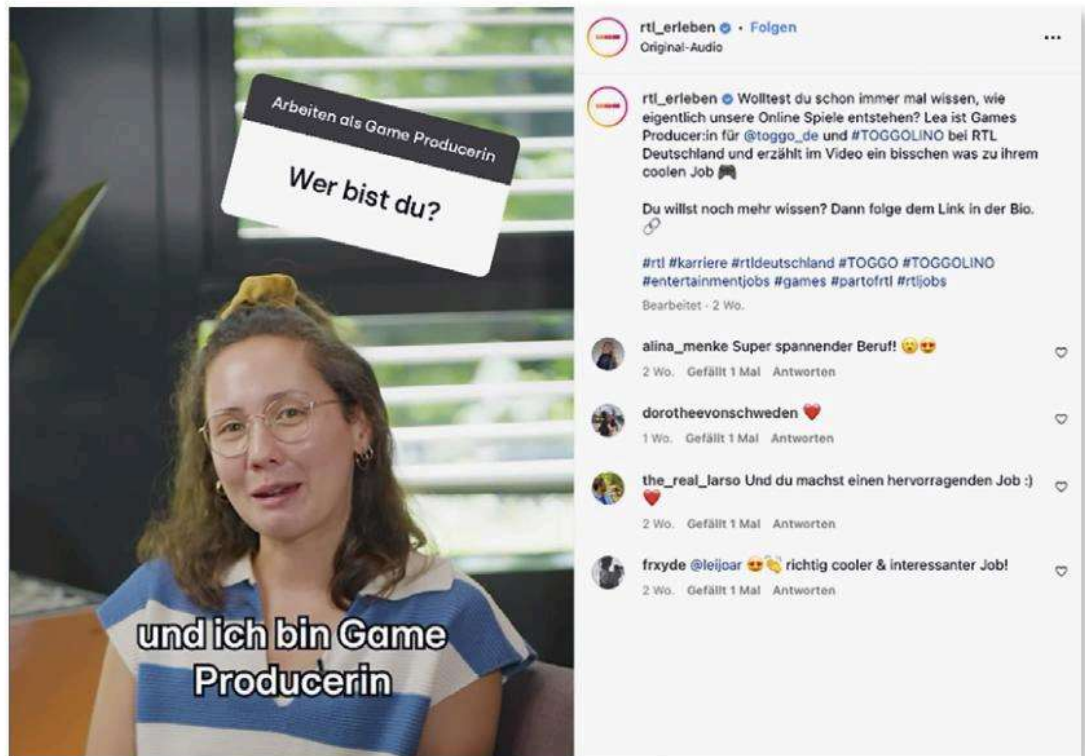 Arbeiten als Game Producerin
Wer bist du?
und ich bin Game
Producerin
rtl_erleben • Folgen
Original-Audio
rtl_erleben Wolltest du schon immer mal wissen, wie
eigentlich unsere Online Spiele entstehen? Lea ist Games
Producer:in für @toggo_de und #TOGGOLINO bei RTL
Deutschland und erzählt im Video ein bisschen was zu ihrem
coolen Job 🎮
Du willst noch mehr wissen? Dann folge dem Link in der Bio.
🔗
#rtl #karriere #rtldeutschland #TOGGO #TOGGOLINO
#entertainmentjobs #games #partofrtl #rtljobs
Bearbeitet · 2 Wo.
alina_menke Super spannender Beruf! 😮😍
2 Wo. Gefällt 1 Mal Antworten
dorotheevonschweden ❤️
1 Wo. Gefällt 1 Mal Antworten
the_real_larso Und du machst einen hervorragenden Job :)
❤️
2 Wo. Gefällt 1 Mal Antworten
frxyde @leijoar 😍👏 richtig cooler & interessanter Job!
2 Wo. Gefällt 1 Mal Antworten